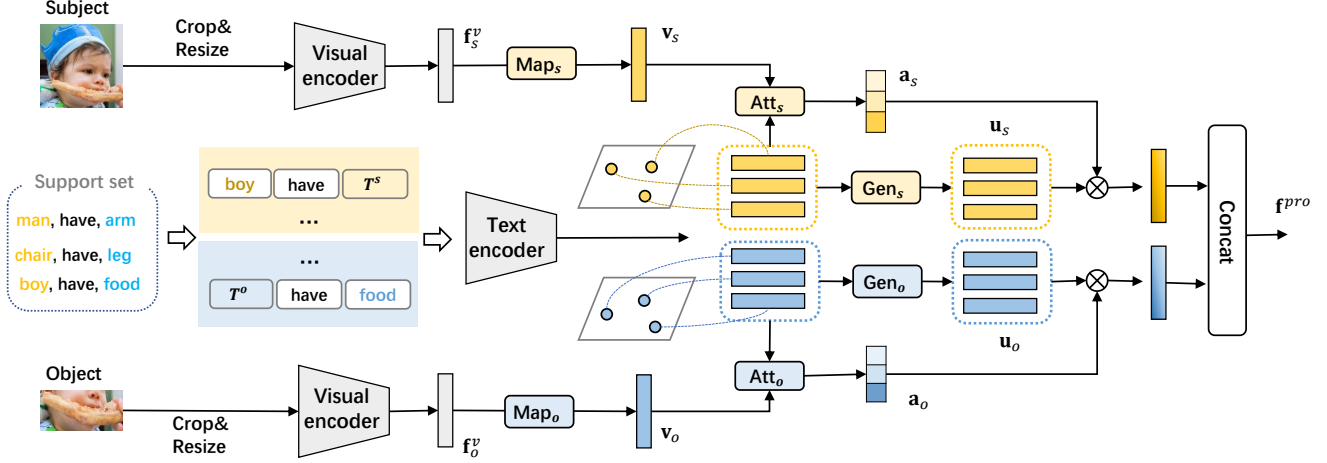 Subject
Crop&
Resize
Visual
encoder
f_s^v
Map_s
v_s
Att_s
a_s
Support set
man, have, arm
chair, have, leg
boy, have, food
boy have T^s
...
...
T^o have food
Text
encoder
Gen_s
u_s
Gen_o
u_o
Concat
f^pro
Object
Crop&
Resize
Visual
encoder
f_o^v
Map_o
v_o
Att_o
a_o